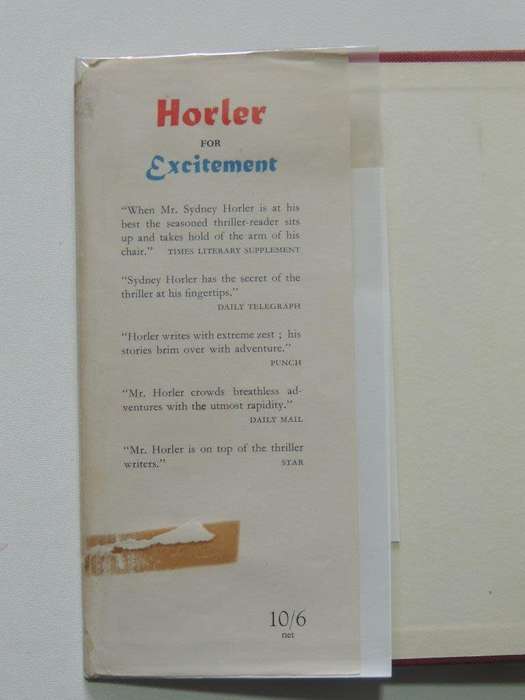 Horler
FOR
Excitement
“When Mr. Sydney Horler is at his
best the seasoned thriller-reader sits
up and takes hold of the arm of his
chair.” TIMES LITERARY SUPPLEMENT
“Sydney Horler has the secret of the
thriller at his fingertips.”
DAILY TELEGRAPH
“Horler writes with extreme zest ; his
stories brim over with adventure.”
PUNCH
“Mr. Horler crowds breathless ad-
ventures with the utmost rapidity.”
DAILY MAIL
“Mr. Horler is on top of the thriller
writers.” STAR
10/6
net